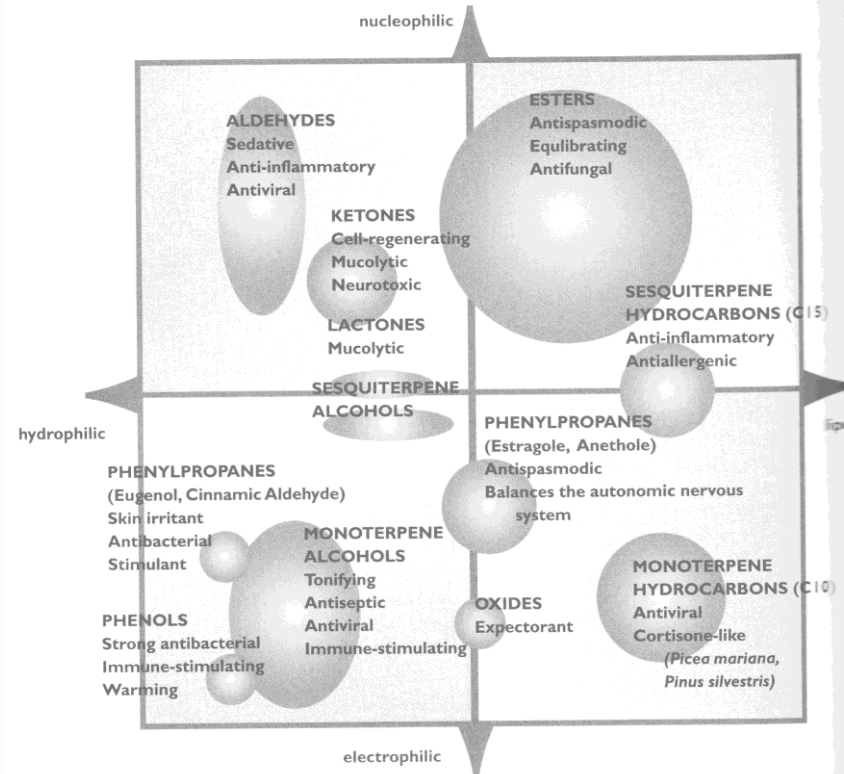 nucleophilic
ALDEHYDES
Sedative
Anti-inflammatory
Antiviral
ESTERS
Antispasmodic
Equlibrating
Antifungal
KETONES
Cell-regenerating
Mucolytic
Neurotoxic
LACTONES
Mucolytic
SESQUITERPENE
HYDROCARBONS (C15)
Anti-inflammatory
Antiallergenic
SESQUITERPENE
ALCOHOLS
hydrophilic
PHENYLPROPANES
(Estragole, Anethole)
Antispasmodic
Balances the autonomic nervous
system
PHENYLPROPANES
(Eugenol, Cinnamic Aldehyde)
Skin irritant
Antibacterial
Stimulant
MONOTERPENE
ALCOHOLS
Tonifying
Antiseptic
Antiviral
Immune-stimulating
PHENOLS
Strong antibacterial
Immune-stimulating
Warming
OXIDES
Expectorant
MONOTERPENE
HYDROCARBONS (C10)
Antiviral
Cortisone-like
(Picea mariana,
Pinus silvestris)
electrophilic